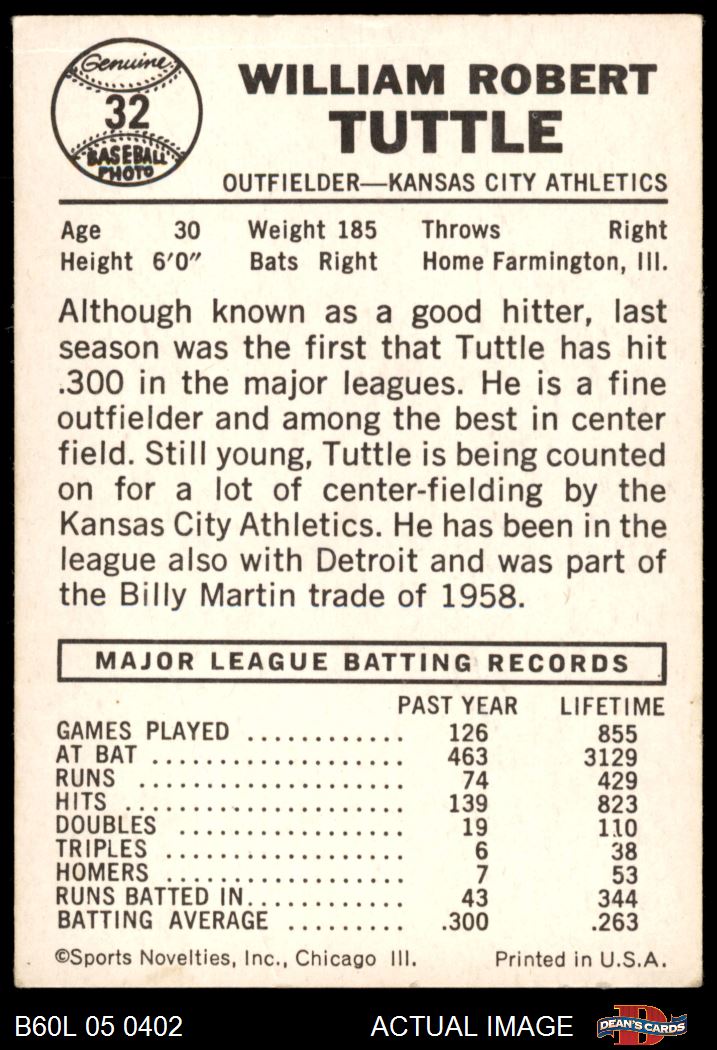 Genuine
32
BASEBALL
PHOTO
WILLIAM ROBERT
TUTTLE
OUTFIELDER—KANSAS CITY ATHLETICS
Age 30 Weight 185 Throws Right
Height 6'0" Bats Right Home Farmington, Ill.
Although known as a good hitter, last
season was the first that Tuttle has hit
.300 in the major leagues. He is a fine
outfielder and among the best in center
field. Still young, Tuttle is being counted
on for a lot of center-fielding by the
Kansas City Athletics. He has been in the
league also with Detroit and was part of
the Billy Martin trade of 1958.
MAJOR LEAGUE BATTING RECORDS
PAST YEAR LIFETIME
GAMES PLAYED ............ 126 855
AT BAT .................... 463 3129
RUNS ..................... 74 429
HITS ...................... 139 823
DOUBLES ................. 19 110
TRIPLES .................. 6 38
HOMERS .................. 7 53
RUNS BATTED IN............ 43 344
BATTING AVERAGE ......... .300 .263
©Sports Novelties, Inc., Chicago Ill. Printed in U.S.A.
B60L 05 0402 ACTUAL IMAGE D DEAN'S CARDS